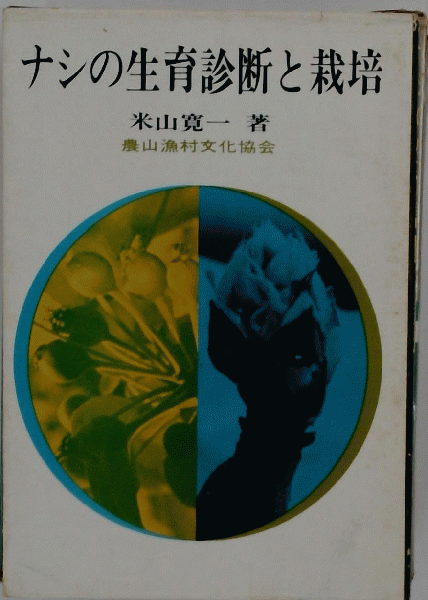 ナシの生育診断と栽培
米山寛一 著
農山漁村文化協会